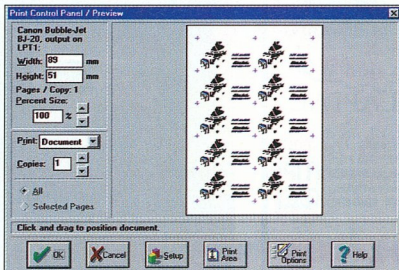 Print Control Panel / Preview
Canon Bubble-Jet
BJ-20, output on
LPT1:
Width: 89 mm
Height: 51 mm
Pages / Copy: 1
Percent Size:
100 %
Print: Document
Copies: 1
All
Selected Pages
Click and drag to position document.
OK
Cancel
Setup
Print
Area
Print
Options
Help